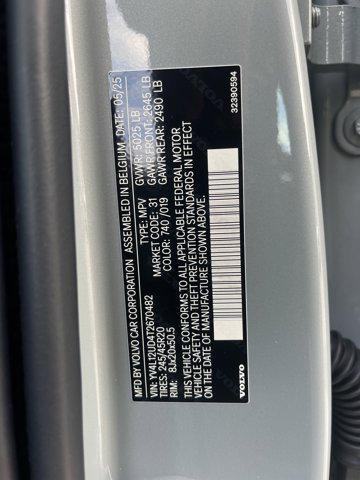 MFD BY VOLVO CAR CORPORATION ASSEMBLED IN BELGIUM, DATE: 05/25
VIN: YV4L12UD4T2670482 TYPE: MPV GVWR: 5025 LB
TIRES: 245/45R20 MARKET CODE: 31 GAWR FRONT: 2645 LB
RIM: 8Jx20x50.5 COLOR: 740 /019 GAWR REAR: 2490 LB
THIS VEHICLE CONFORMS TO ALL APPLICABLE FEDERAL MOTOR
VEHICLE SAFETY AND THEFT PREVENTION STANDARDS IN EFFECT
ON THE DATE OF MANUFACTURE SHOWN ABOVE.
VOLVO
32390594